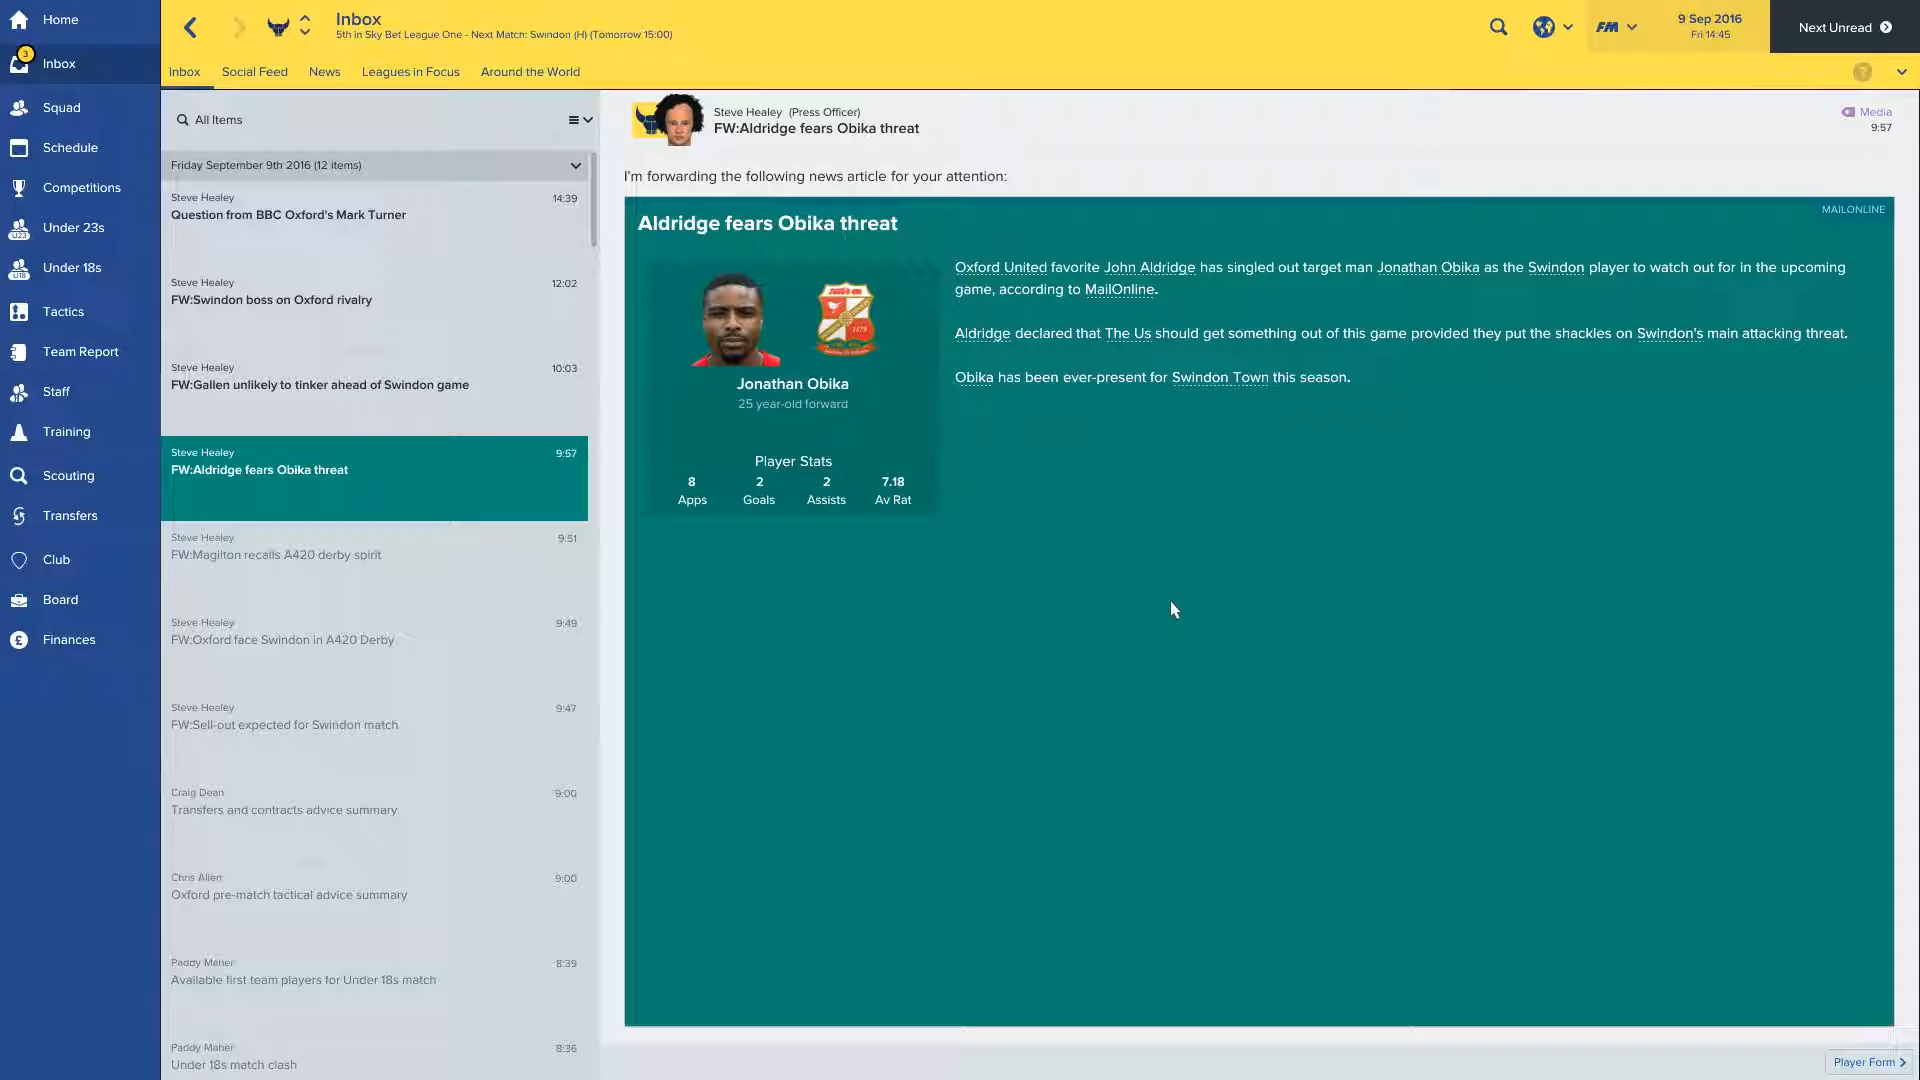 Home
3
Inbox
Squad
Schedule
Competitions
U23
Under 23s
U18
Under 18s
Tactics
Team Report
Staff
Training
Scouting
Transfers
Club
Board
£
Finances
Inbox
5th in Sky Bet League One - Next Match: Swindon (H) (Tomorrow 15:00)
FM
9 Sep 2016
Fri 14:45
Next Unread
Inbox
Social Feed
News
Leagues in Focus
Around the World
?
All Items
Friday September 9th 2016 (12 items)
Steve Healey 14:39
Question from BBC Oxford's Mark Turner
Steve Healey 12:02
FW:Swindon boss on Oxford rivalry
Steve Healey 10:03
FW:Gallen unlikely to tinker ahead of Swindon game
Steve Healey 9:57
FW:Aldridge fears Obika threat
Steve Healey 9:51
FW:Magilton recalls A420 derby spirit
Steve Healey 9:49
FW:Oxford face Swindon in A420 Derby
Steve Healey 9:47
FW:Sell-out expected for Swindon match
Craig Dean 9:00
Transfers and contracts advice summary
Chris Allen 9:00
Oxford pre-match tactical advice summary
Paddy Maher 8:39
Available first team players for Under 18s match
Paddy Maher 8:36
Under 18s match clash
Steve Healey (Press Officer)
FW:Aldridge fears Obika threat
Media
9:57
I'm forwarding the following news article for your attention:
MAILONLINE
Aldridge fears Obika threat
1879
Jonathan Obika
25 year-old forward
Player Stats
8 2 2 7.18
Apps Goals Assists Av Rat
Oxford United favorite John Aldridge has singled out target man Jonathan Obika as the Swindon player to watch out for in the upcoming
game, according to MailOnline.
Aldridge declared that The Us should get something out of this game provided they put the shackles on Swindon's main attacking threat.
Obika has been ever-present for Swindon Town this season.
Player Form